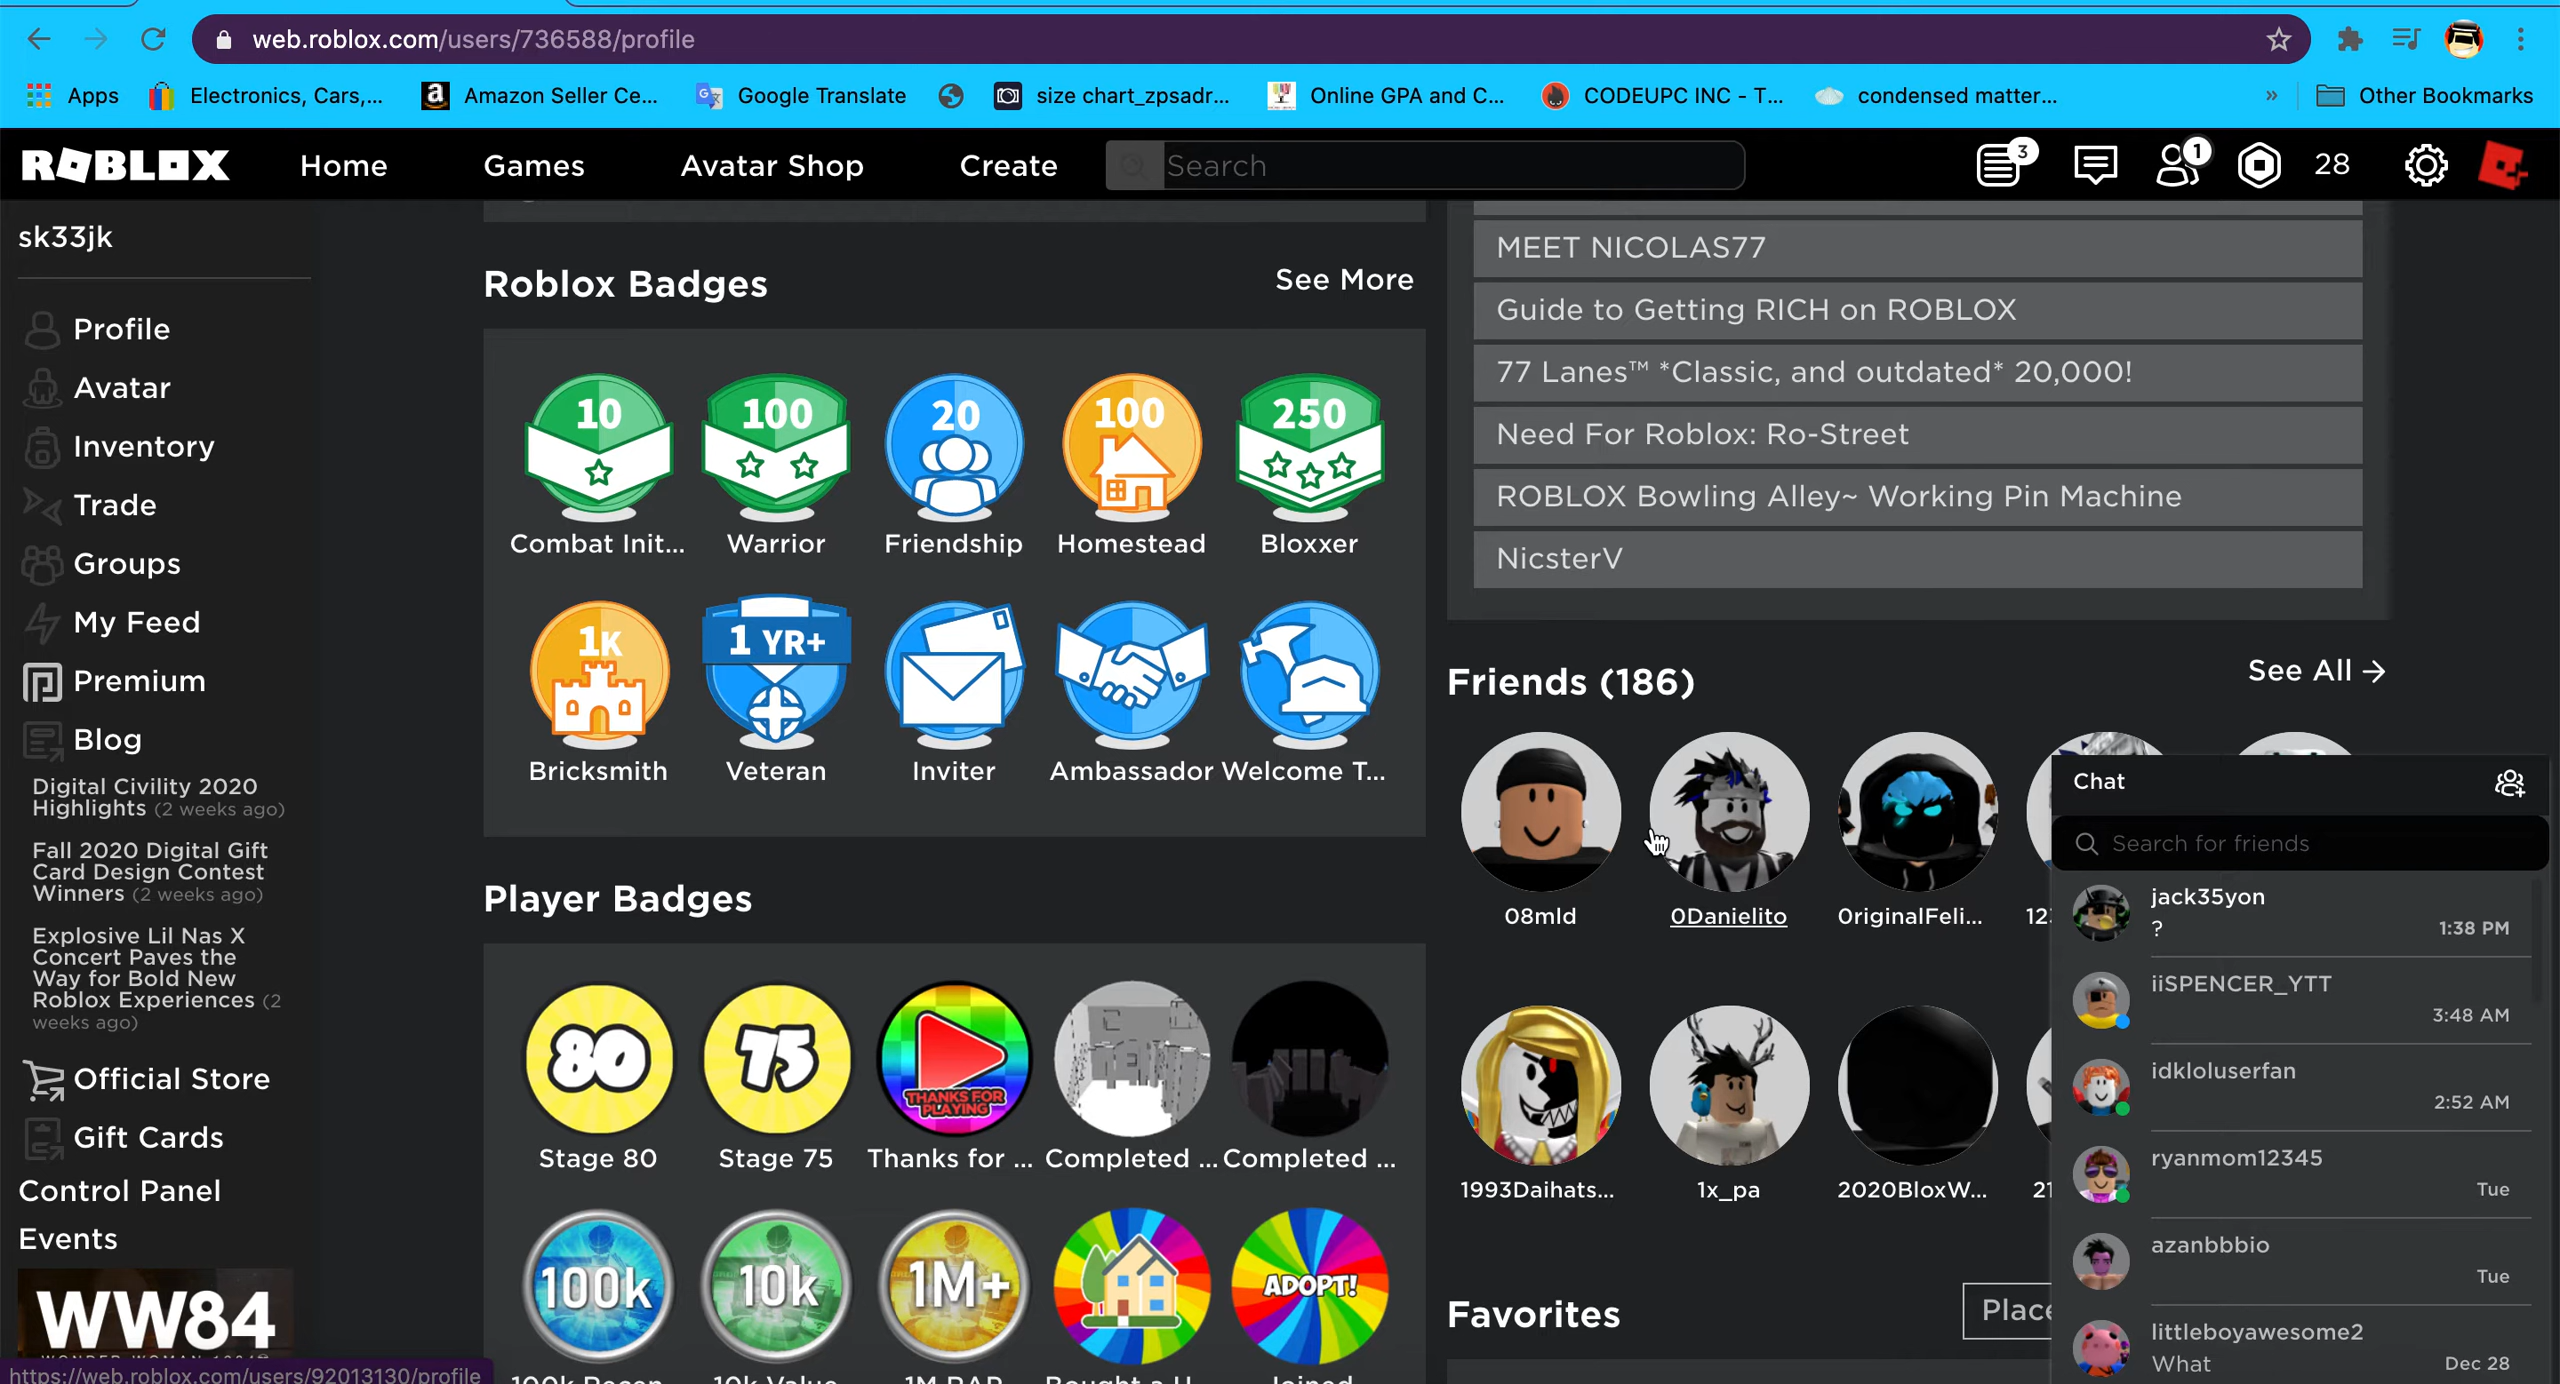 web.roblox.com/users/736588/profile
Apps
Electronics, Cars,...
Amazon Seller Ce...
Google Translate
size chart_zpsadr...
Online GPA and C...
CODEUPC INC - T...
condensed matter...
»
Other Bookmarks
ROBLOX
Home
Games
Avatar Shop
Create
Search
3
1
28
sk33jk
Profile
Avatar
Inventory
Trade
Groups
My Feed
Premium
Blog
Digital Civility 2020
Highlights (2 weeks ago)
Fall 2020 Digital Gift
Card Design Contest
Winners (2 weeks ago)
Explosive Lil Nas X
Concert Paves the
Way for Bold New
Roblox Experiences (2
weeks ago)
Official Store
Gift Cards
Control Panel
Events
WW84
https://web.roblox.com/users/92013130/profile
Roblox Badges
See More
10
100
20
100
250
Combat Init...
Warrior
Friendship
Homestead
Bloxxer
1K
1 YR+
Bricksmith
Veteran
Inviter
Ambassador
Welcome T...
Player Badges
80
75
THANKS FOR
PLAYING
Stage 80
Stage 75
Thanks for ...
Completed ...
Completed ...
100k
10k
1M+
ADOPT!
10k Value
1M RAP
MEET NICOLAS77
Guide to Getting RICH on ROBLOX
77 Lanes™ *Classic, and outdated* 20,000!
Need For Roblox: Ro-Street
ROBLOX Bowling Alley~ Working Pin Machine
NicsterV
Friends (186)
See All →
08mld
0Danielito
0riginalFeli...
1993Daihats...
1x_pa
2020BloxW...
Favorites
Chat
Search for friends
jack35yon
?
1:38 PM
iiSPENCER_YTT
3:48 AM
idkloluserfan
2:52 AM
ryanmom12345
Tue
azanbbbio
Tue
littleboyawesome2
What
Dec 28